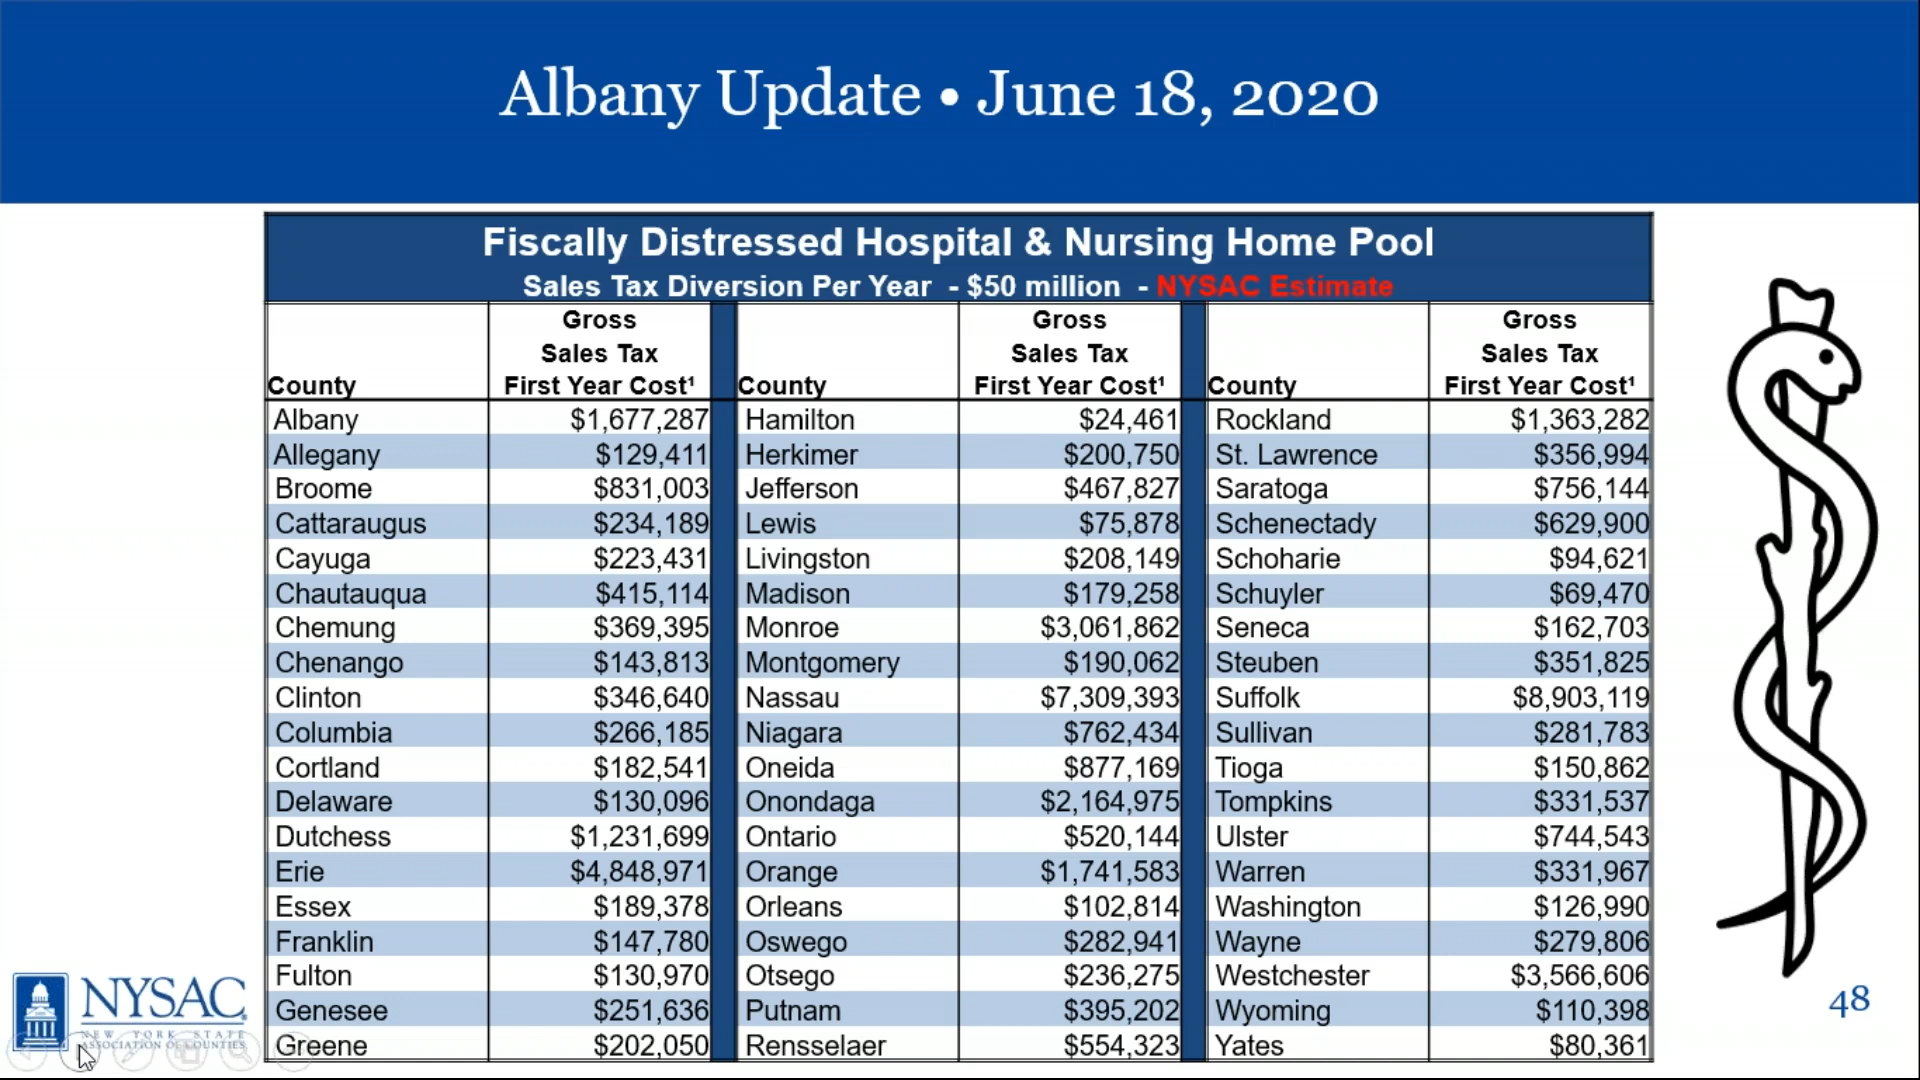 Albany Update • June 18, 2020
Fiscally Distressed Hospital & Nursing Home Pool
Sales Tax Diversion Per Year - $50 million - NYSAC Estimate
County Gross Sales Tax First Year Cost¹ County Gross Sales Tax First Year Cost¹ County Gross Sales Tax First Year Cost¹
Albany $1,677,287 Hamilton $24,461 Rockland $1,363,282
Allegany $129,411 Herkimer $200,750 St. Lawrence $356,994
Broome $831,003 Jefferson $467,827 Saratoga $756,144
Cattaraugus $234,189 Lewis $75,878 Schenectady $629,900
Cayuga $223,431 Livingston $208,149 Schoharie $94,621
Chautauqua $415,114 Madison $179,258 Schuyler $69,470
Chemung $369,395 Monroe $3,061,862 Seneca $162,703
Chenango $143,813 Montgomery $190,062 Steuben $351,825
Clinton $346,640 Nassau $7,309,393 Suffolk $8,903,119
Columbia $266,185 Niagara $762,434 Sullivan $281,783
Cortland $182,541 Oneida $877,169 Tioga $150,862
Delaware $130,096 Onondaga $2,164,975 Tompkins $331,537
Dutchess $1,231,699 Ontario $520,144 Ulster $744,543
Erie $4,848,971 Orange $1,741,583 Warren $331,967
Essex $189,378 Orleans $102,814 Washington $126,990
Franklin $147,780 Oswego $282,941 Wayne $279,806
Fulton $130,970 Otsego $236,275 Westchester $3,566,606
Genesee $251,636 Putnam $395,202 Wyoming $110,398
Greene $202,050 Rensselaer $554,323 Yates $80,361
NYSAC
NEW YORK STATE
ASSOCIATION OF COUNTIES
48